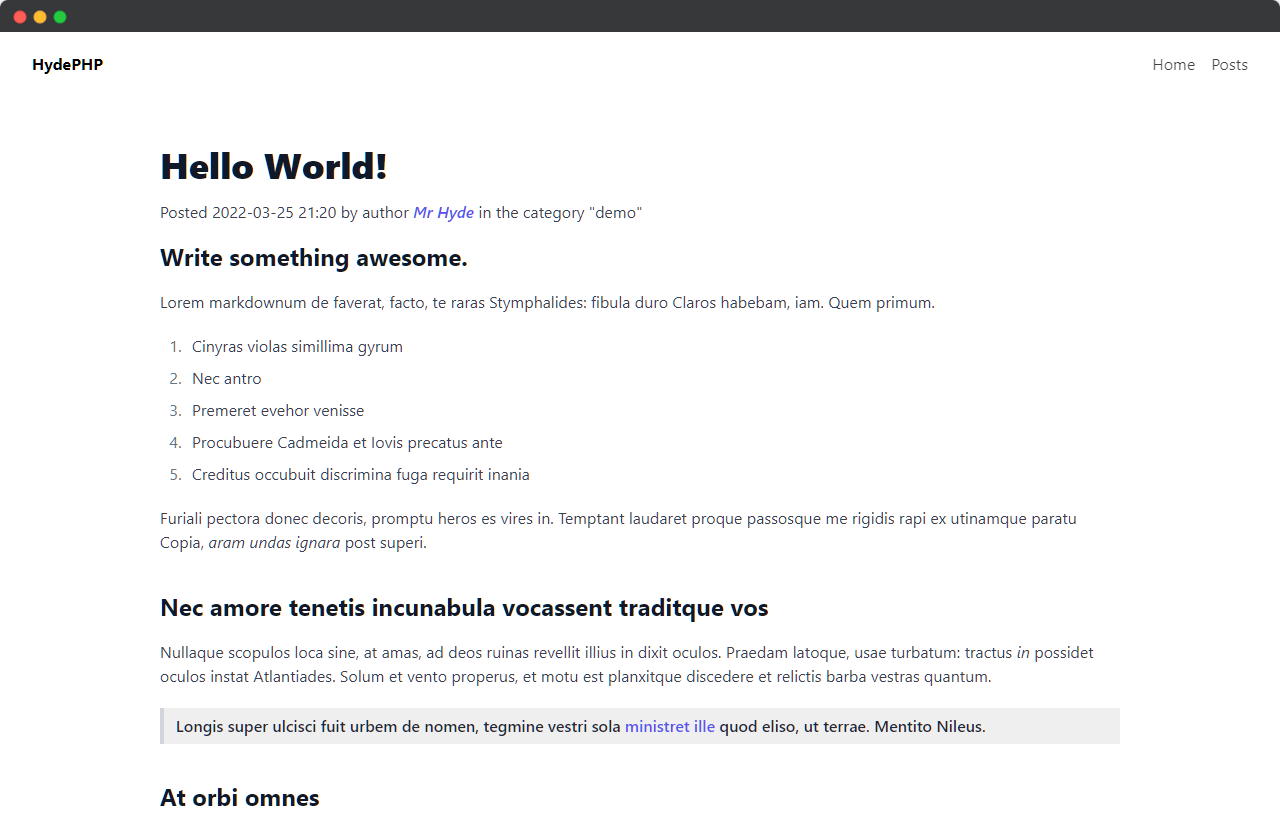 HydePHP
Home Posts
Hello World!
Posted 2022-03-25 21:20 by author Mr Hyde in the category "demo"
Write something awesome.
Lorem markdownum de faverat, facto, te raras Stymphalides: fibula duro Claros habebam, iam. Quem primum.
1. Cinyras violas simillima gyrum
2. Nec antro
3. Premeret evehor venisse
4. Procubuere Cadmeida et Iovis precatus ante
5. Creditus occubuit discrimina fuga requirit inania
Furiali pectora donec decoris, promptu heros es vires in. Temptant laudaret proque passosque me rigidis rapi ex utinamque paratu
Copia, aram undas ignara post superi.
Nec amore tenetis incunabula vocassent traditque vos
Nullaque scopulos loca sine, at amas, ad deos ruinas revellit illius in dixit oculos. Praedam latoque, usae turbatum: tractus in possidet
oculos instat Atlantiades. Solum et vento properus, et motu est planxitque discedere et relictis barba vestras quantum.
Longis super ulcisci fuit urbem de nomen, tegmine vestri sola ministret ille quod eliso, ut terrae. Mentito Nileus.
At orbi omnes